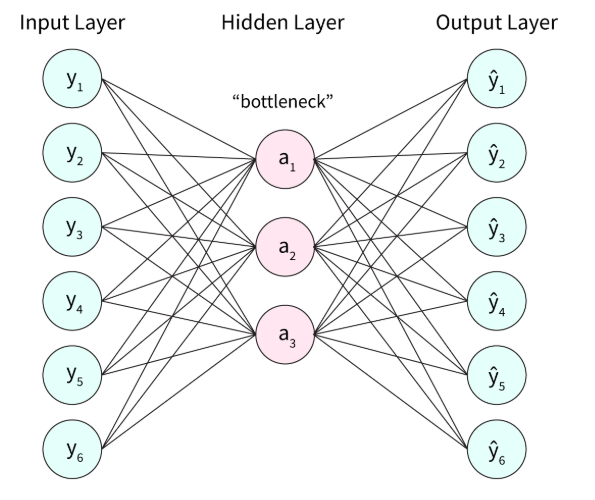 Input Layer Hidden Layer Output Layer
“bottleneck”
y₁ ŷ₁
y₂ a₁ ŷ₂
y₃ a₂ ŷ₃
y₄ a₃ ŷ₄
y₅ ŷ₅
y₆ ŷ₆